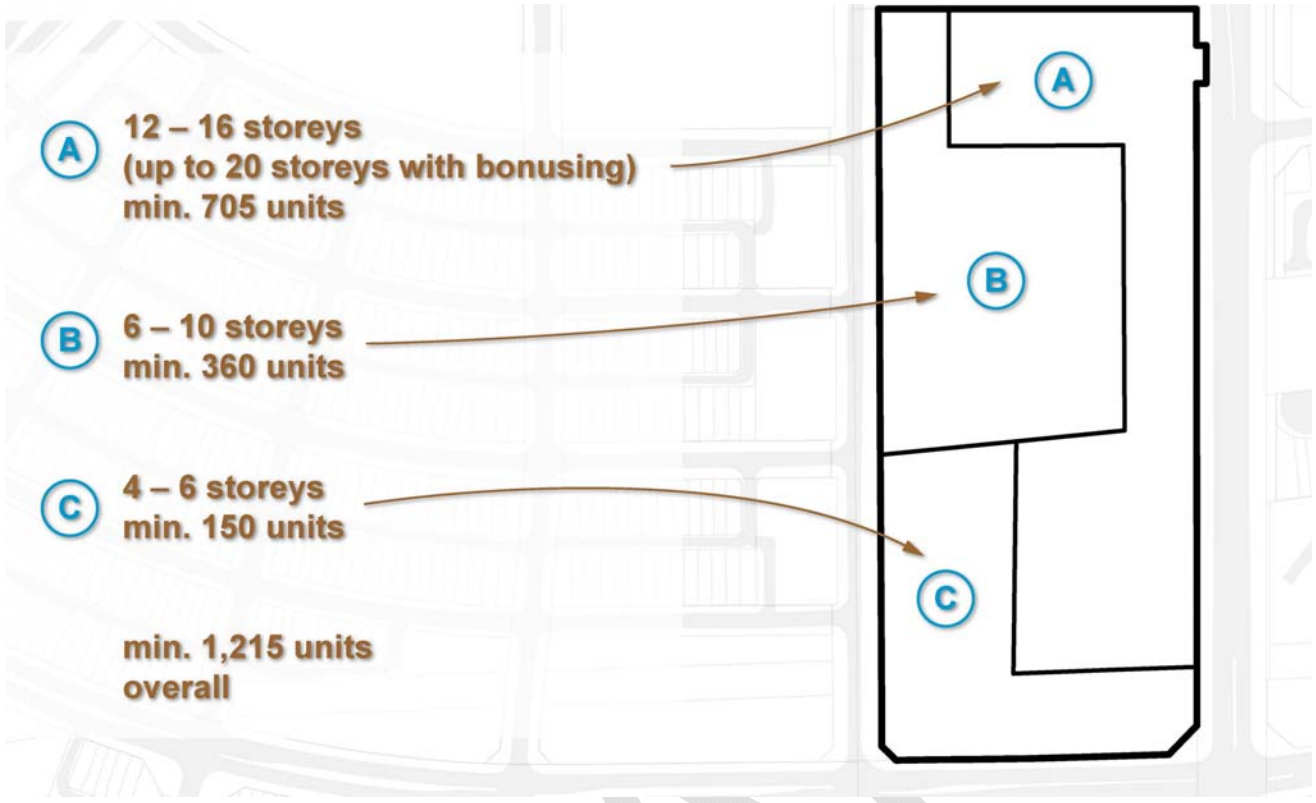 A
12 – 16 storeys
(up to 20 storeys with bonusing)
min. 705 units
B
6 – 10 storeys
min. 360 units
C
4 – 6 storeys
min. 150 units
min. 1,215 units
overall
A
B
C